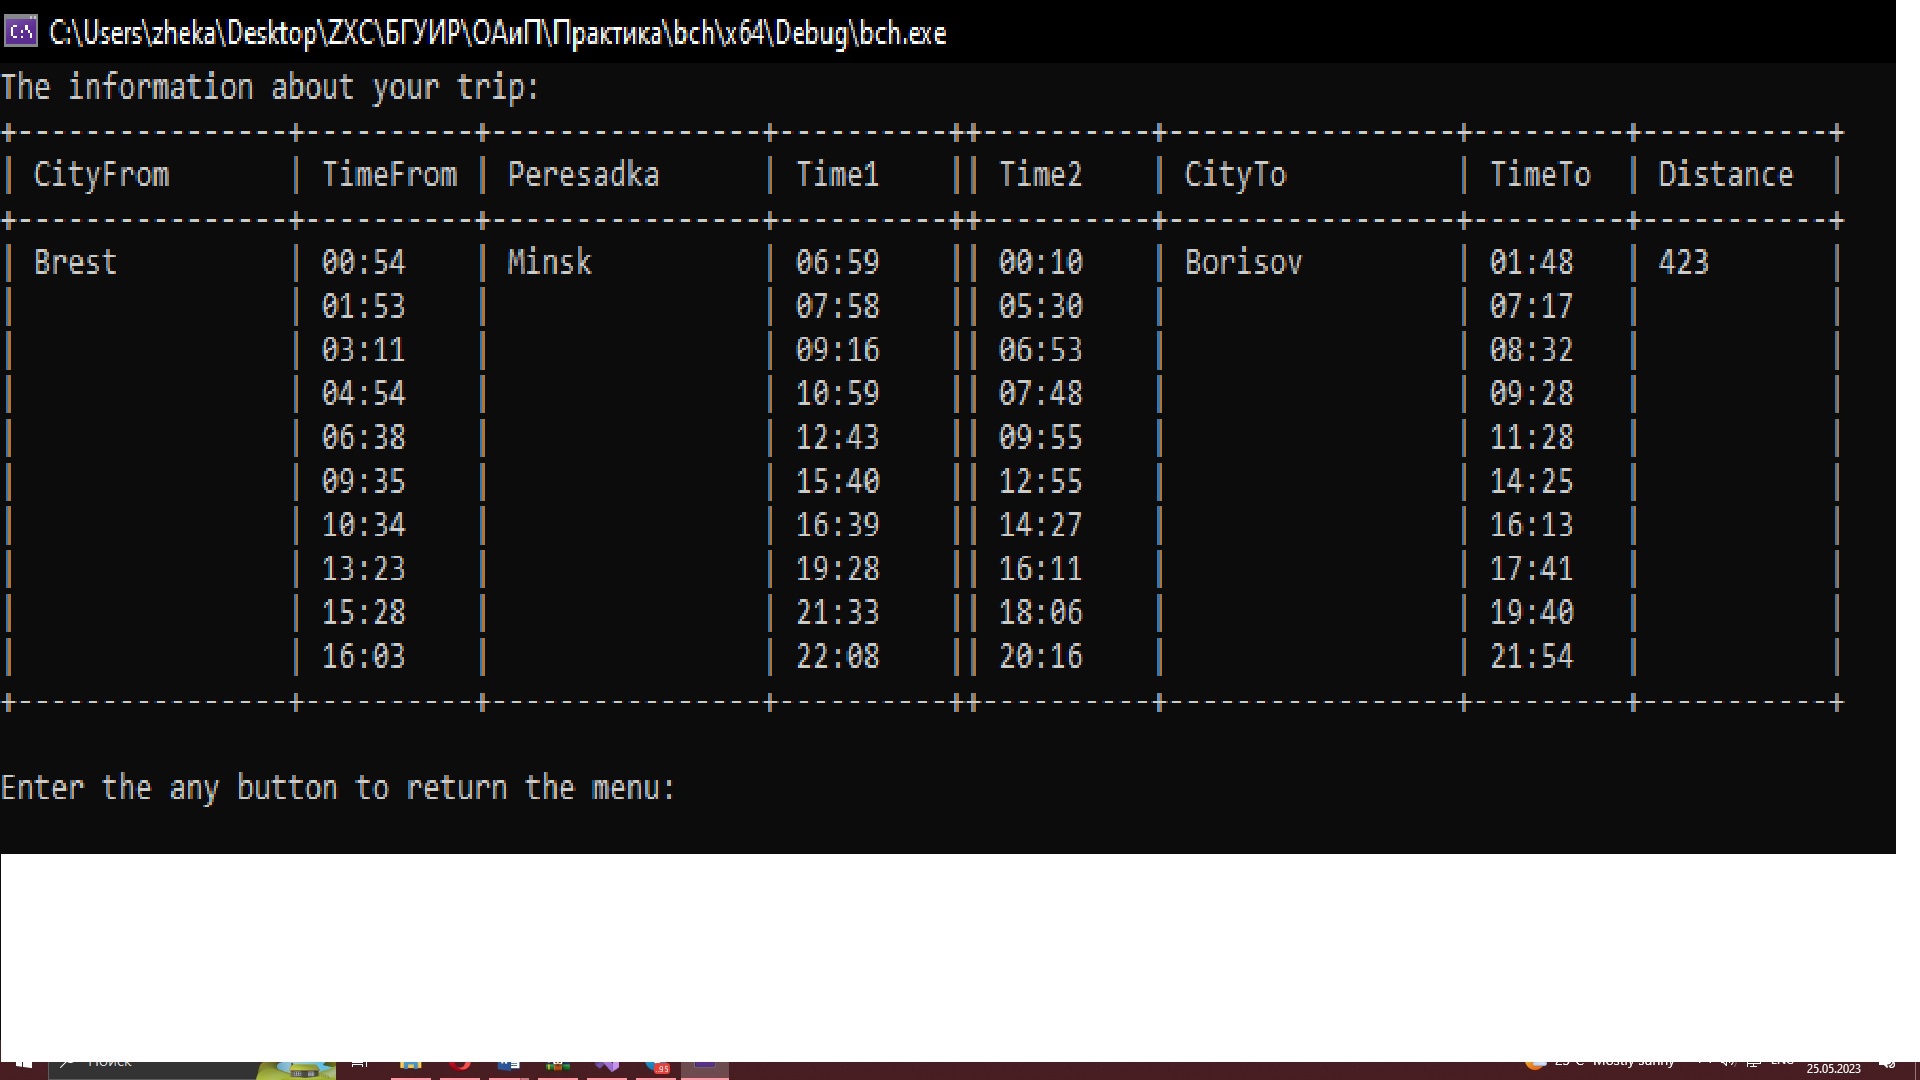 C:\Users\zheka\Desktop\ZXC\БГУИР\ОАиП\Практика\bch\x64\Debug\bch.exe
The information about your trip:
+----------------+----------+----------------+----------++----------+-----------------+---------+-----------+
| CityFrom | TimeFrom | Peresadka | Time1 || Time2 | CityTo | TimeTo | Distance |
+----------------+----------+----------------+----------++----------+-----------------+---------+-----------+
| Brest | 00:54 | Minsk | 06:59 || 00:10 | Borisov | 01:48 | 423 |
| | 01:53 | | 07:58 || 05:30 | | 07:17 | |
| | 03:11 | | 09:16 || 06:53 | | 08:32 | |
| | 04:54 | | 10:59 || 07:48 | | 09:28 | |
| | 06:38 | | 12:43 || 09:55 | | 11:28 | |
| | 09:35 | | 15:40 || 12:55 | | 14:25 | |
| | 10:34 | | 16:39 || 14:27 | | 16:13 | |
| | 13:23 | | 19:28 || 16:11 | | 17:41 | |
| | 15:28 | | 21:33 || 18:06 | | 19:40 | |
| | 16:03 | | 22:08 || 20:16 | | 21:54 | |
+----------------+----------+----------------+----------++----------+-----------------+---------+-----------+
Enter the any button to return the menu:
Поиск
Mostly sunny
25.05.2023